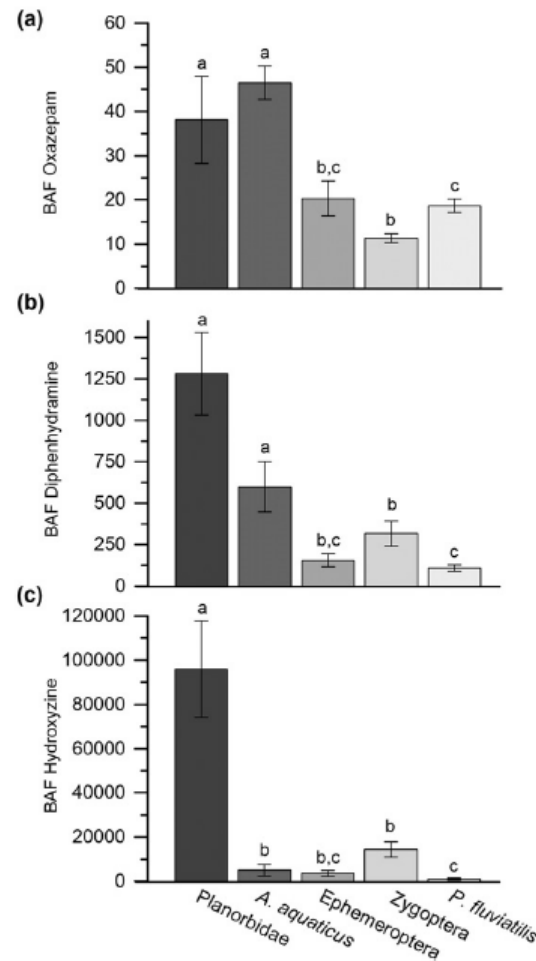 (a)
60
50
40
30
20
10
0
BAF Oxazepam
a
a
b,c
b
c
(b)
1500
1250
1000
750
500
250
0
BAF Diphenhydramine
a
a
b,c
b
c
(c)
120000
100000
80000
60000
40000
20000
0
BAF Hydroxyzine
a
b
b,c
b
c
Planorbidae
A. aquaticus
Ephemeroptera
Zygoptera
P. fluviatilis